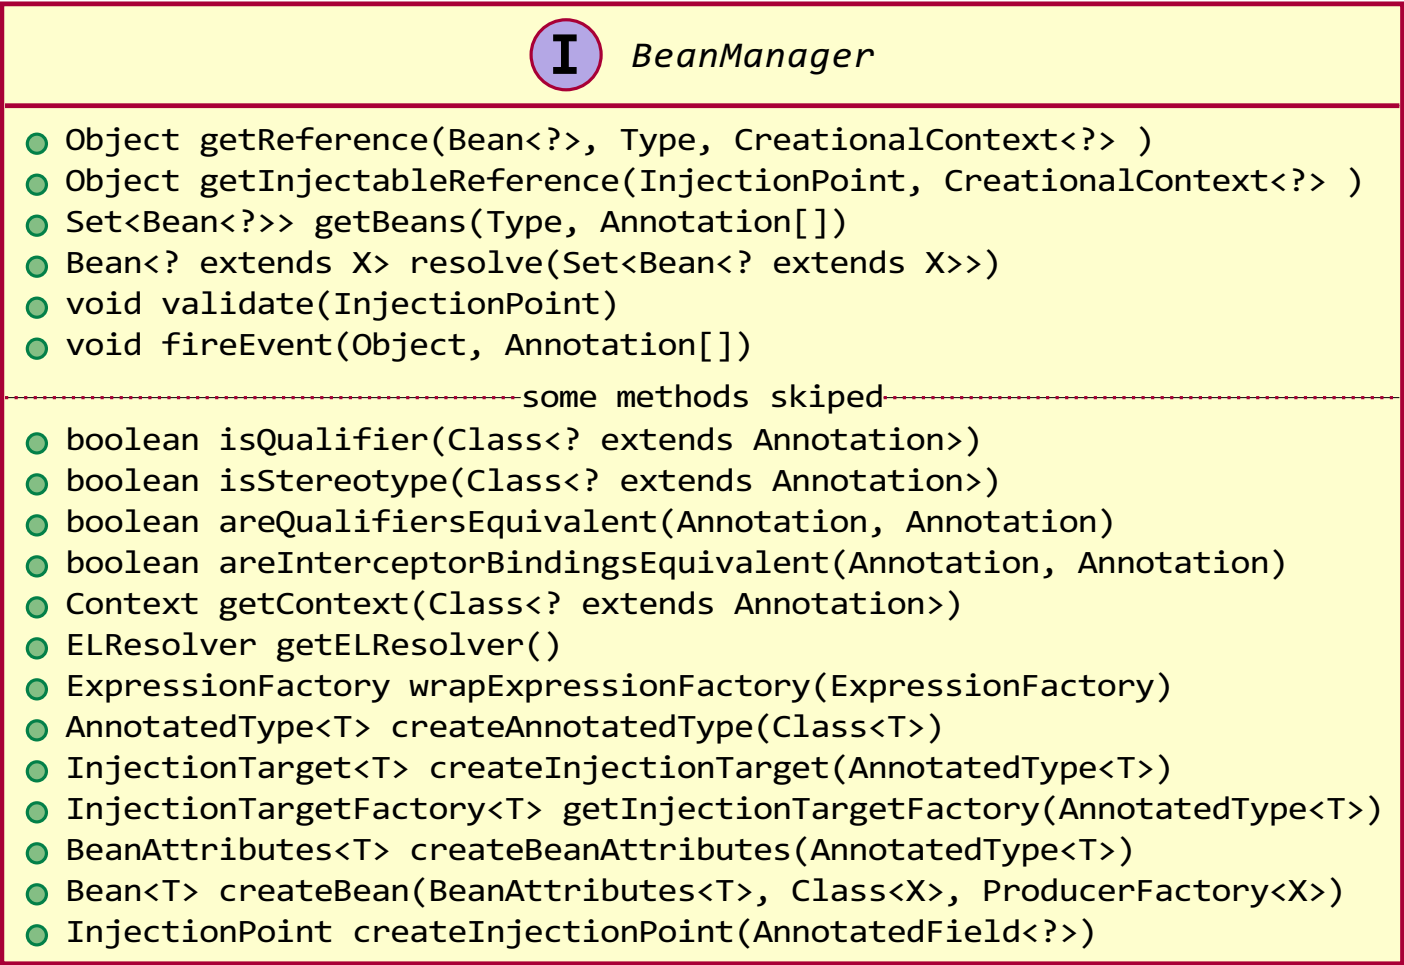 I BeanManager
Object getReference(Bean<?>, Type, CreationalContext<?> )
Object getInjectableReference(InjectionPoint, CreationalContext<?> )
Set<Bean<?>> getBeans(Type, Annotation[])
Bean<? extends X> resolve(Set<Bean<? extends X>>)
void validate(InjectionPoint)
void fireEvent(Object, Annotation[])
some methods skiped
boolean isQualifier(Class<? extends Annotation>)
boolean isStereotype(Class<? extends Annotation>)
boolean areQualifiersEquivalent(Annotation, Annotation)
boolean areInterceptorBindingsEquivalent(Annotation, Annotation)
Context getContext(Class<? extends Annotation>)
ELResolver getELResolver()
ExpressionFactory wrapExpressionFactory(ExpressionFactory)
AnnotatedType<T> createAnnotatedType(Class<T>)
InjectionTarget<T> createInjectionTarget(AnnotatedType<T>)
InjectionTargetFactory<T> getInjectionTargetFactory(AnnotatedType<T>)
BeanAttributes<T> createBeanAttributes(AnnotatedType<T>)
Bean<T> createBean(BeanAttributes<T>, Class<X>, ProducerFactory<X>)
InjectionPoint createInjectionPoint(AnnotatedField<?>)